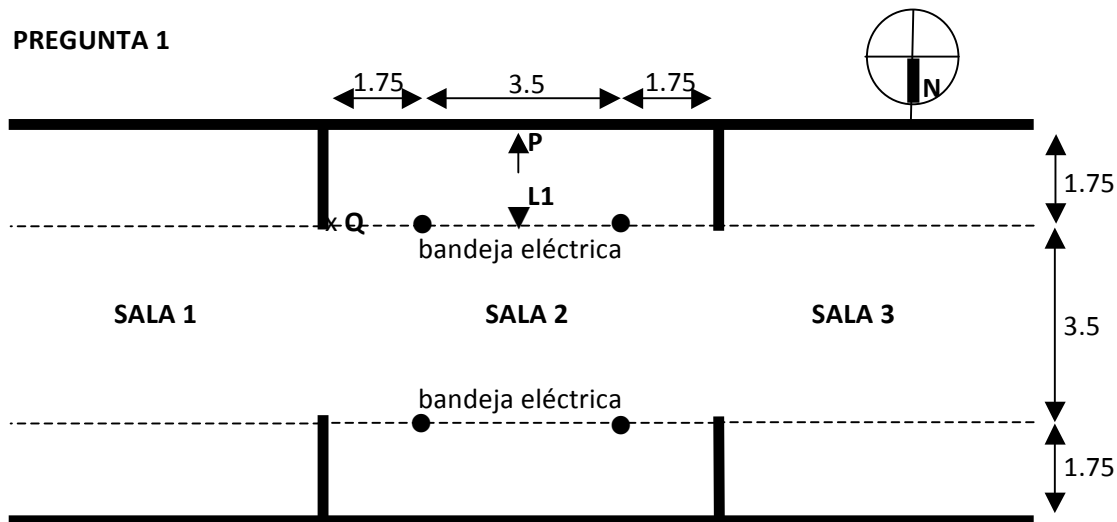 PREGUNTA 1
1.75 3.5 1.75
N
P
1.75
L1
x Q
bandeja eléctrica
SALA 1 SALA 2 SALA 3
3.5
bandeja eléctrica
1.75